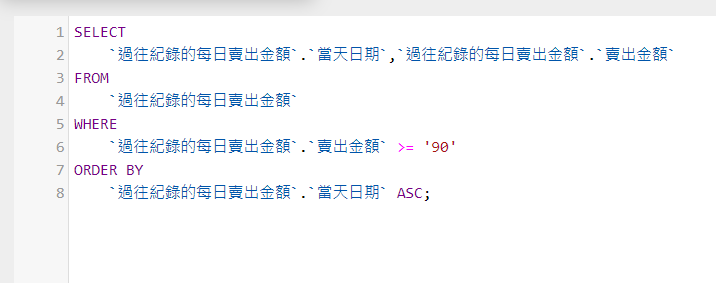 1 SELECT
2 `過往紀錄的每日賣出金額`.`當天日期`,`過往紀錄的每日賣出金額`.`賣出金額`
3 FROM
4 `過往紀錄的每日賣出金額`
5 WHERE
6 `過往紀錄的每日賣出金額`.`賣出金額` >= '90'
7 ORDER BY
8 `過往紀錄的每日賣出金額`.`當天日期` ASC;